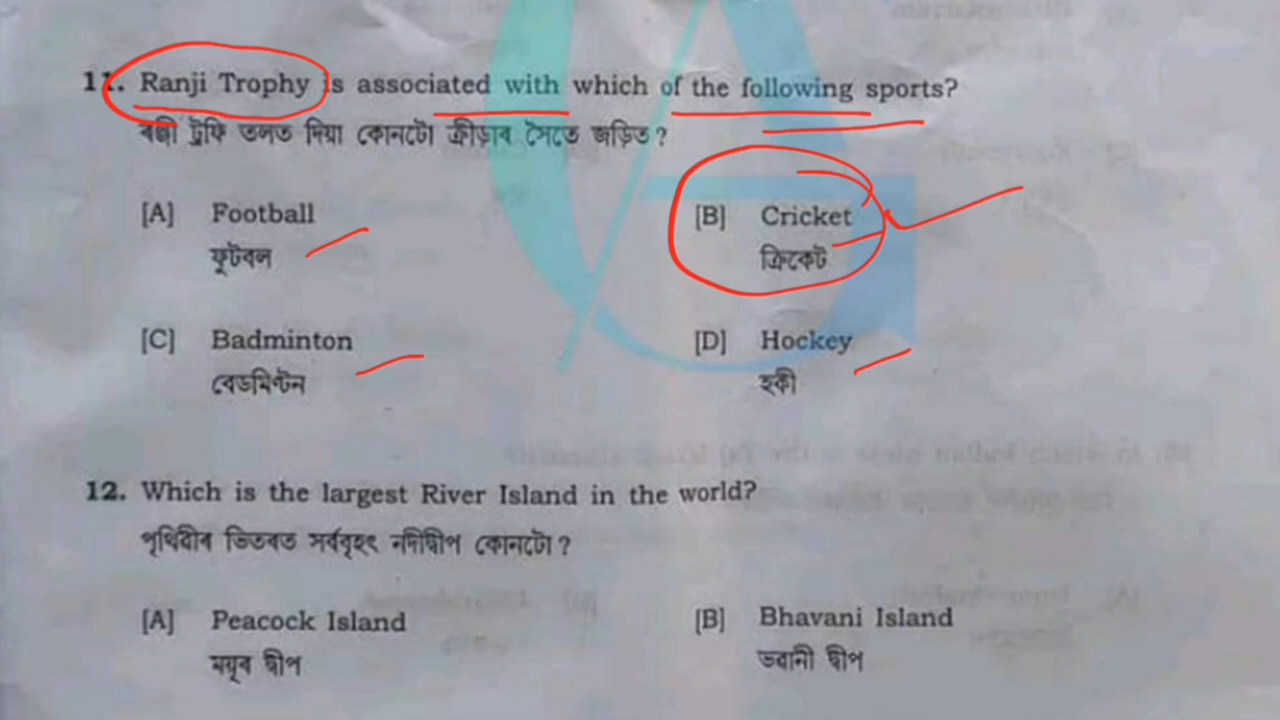 11. Ranji Trophy is associated with which of the following sports?
ৰঞ্জী ট্ৰফি তলত দিয়া কোনটো ক্ৰীড়াৰ সৈতে জড়িত ?
[A] Football [B] Cricket
ফুটবল ক্ৰিকেট
[C] Badminton [D] Hockey
বেডমিণ্টন হকী
12. Which is the largest River Island in the world?
পৃথিৱীৰ ভিতৰত সৰ্ববৃহৎ নদীদ্বীপ কোনটো ?
[A] Peacock Island [B] Bhavani Island
ময়ূৰ দ্বীপ ভৱানী দ্বীপ